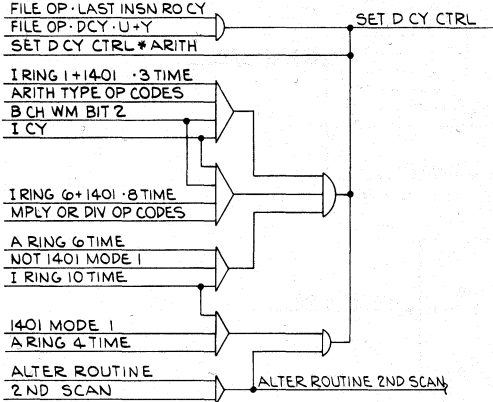 FILE OP·LAST INSN RO CY
FILE OP·DCY·U+Y
SET D CY CTRL
SET D CY CTRL * ARITH
I RING 1+1401 ·3 TIME
ARITH TYPE OP CODES
B CH WM BIT 2
I CY
I RING 6+1401 ·8 TIME
MPLY OR DIV OP CODES
A RING 6 TIME
NOT 1401 MODE 1
I RING 10 TIME
1401 MODE 1
A RING 4 TIME
ALTER ROUTINE
2ND SCAN
ALTER ROUTINE 2ND SCAN